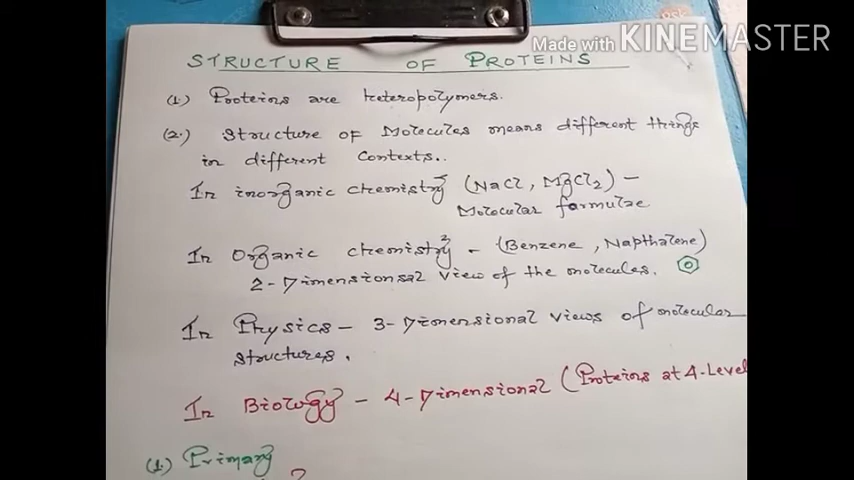 Made with KINEMASTER
STRUCTURE OF PROTEINS
(1.) Proteins are heteropolymers.
(2.) Structure of Molecules means different things
in different Contexts..
In inorganic chemistry (NaCl, MgCl2) -
Molecular formulae
In Organic chemistry - (Benzene, Napthalene)
2-Dimensionsal view of the molecules.
In Physics - 3-Dimensional views of molecular
structures.
In Biology - 4-Dimensional (Proteins at 4-Level
(1.) Primary